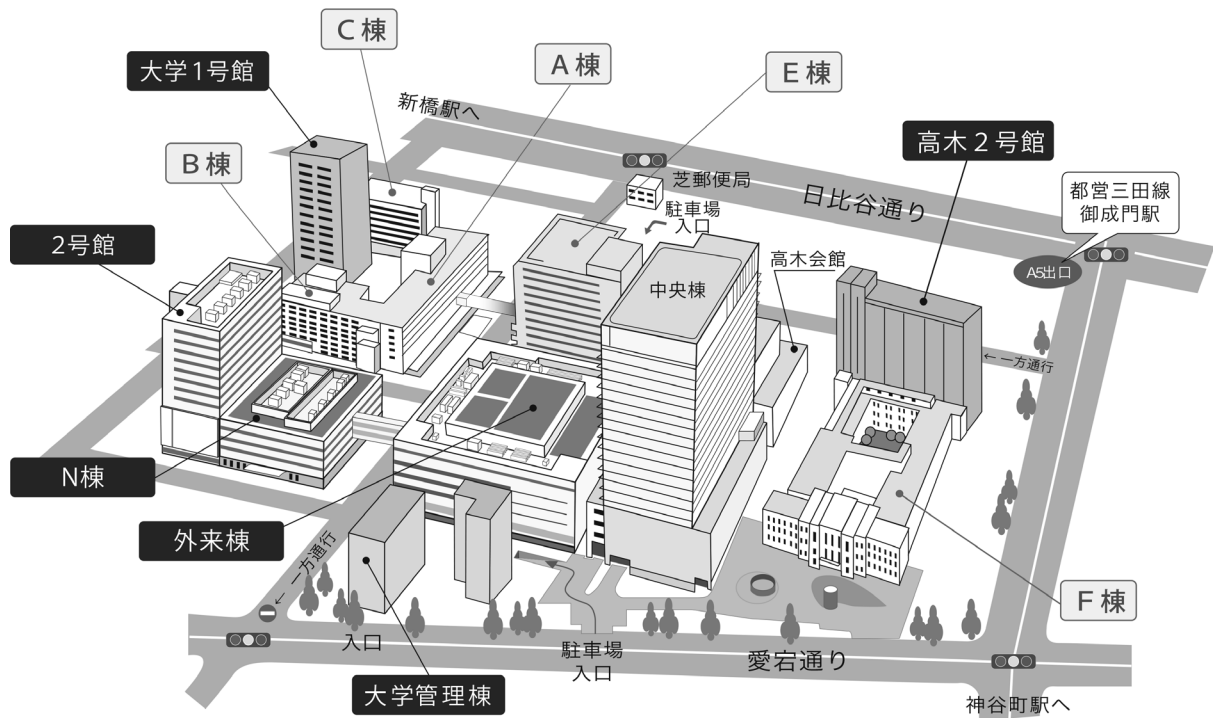 C棟
大学1号館
A棟
E棟
新橋駅へ
高木2号館
B棟
芝郵便局
日比谷通り
都営三田線
御成門駅
駐車場
入口
2号館
高木会館
A5出口
中央棟
←一方通行
N棟
外来棟
←一方通行
F棟
入口
駐車場
入口
愛宕通り
大学管理棟
神谷町駅へ